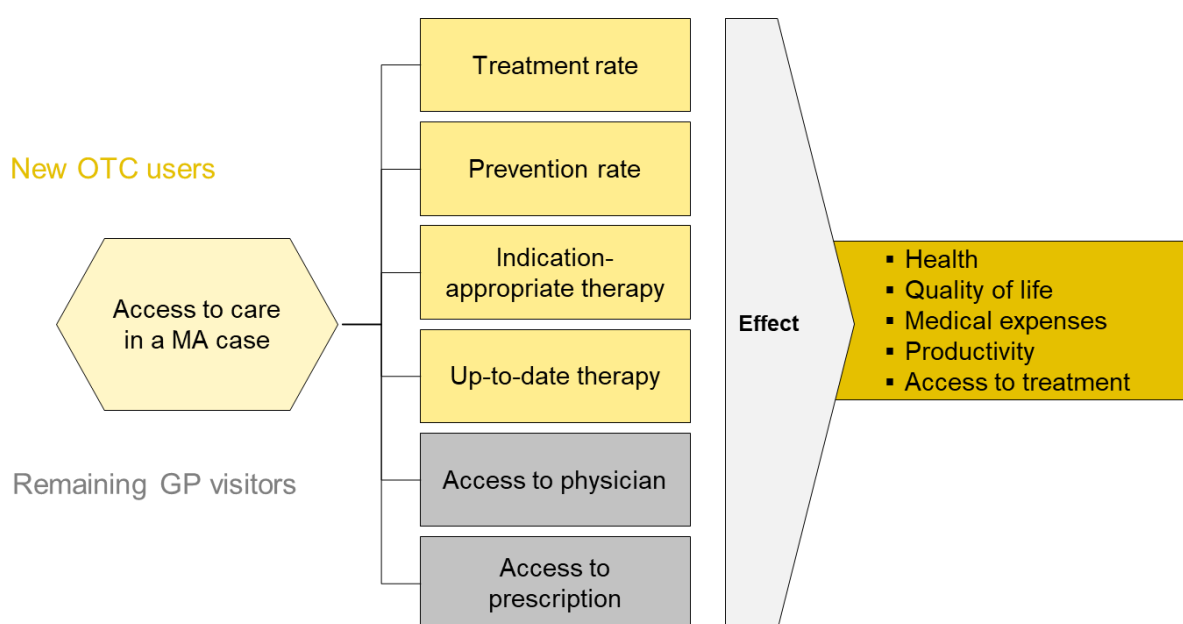 New OTC users
Access to care
in a MA case
Remaining GP visitors
Treatment rate
Prevention rate
Indication-
appropriate therapy
Up-to-date therapy
Access to physician
Access to
prescription
Effect
▪ Health
▪ Quality of life
▪ Medical expenses
▪ Productivity
▪ Access to treatment